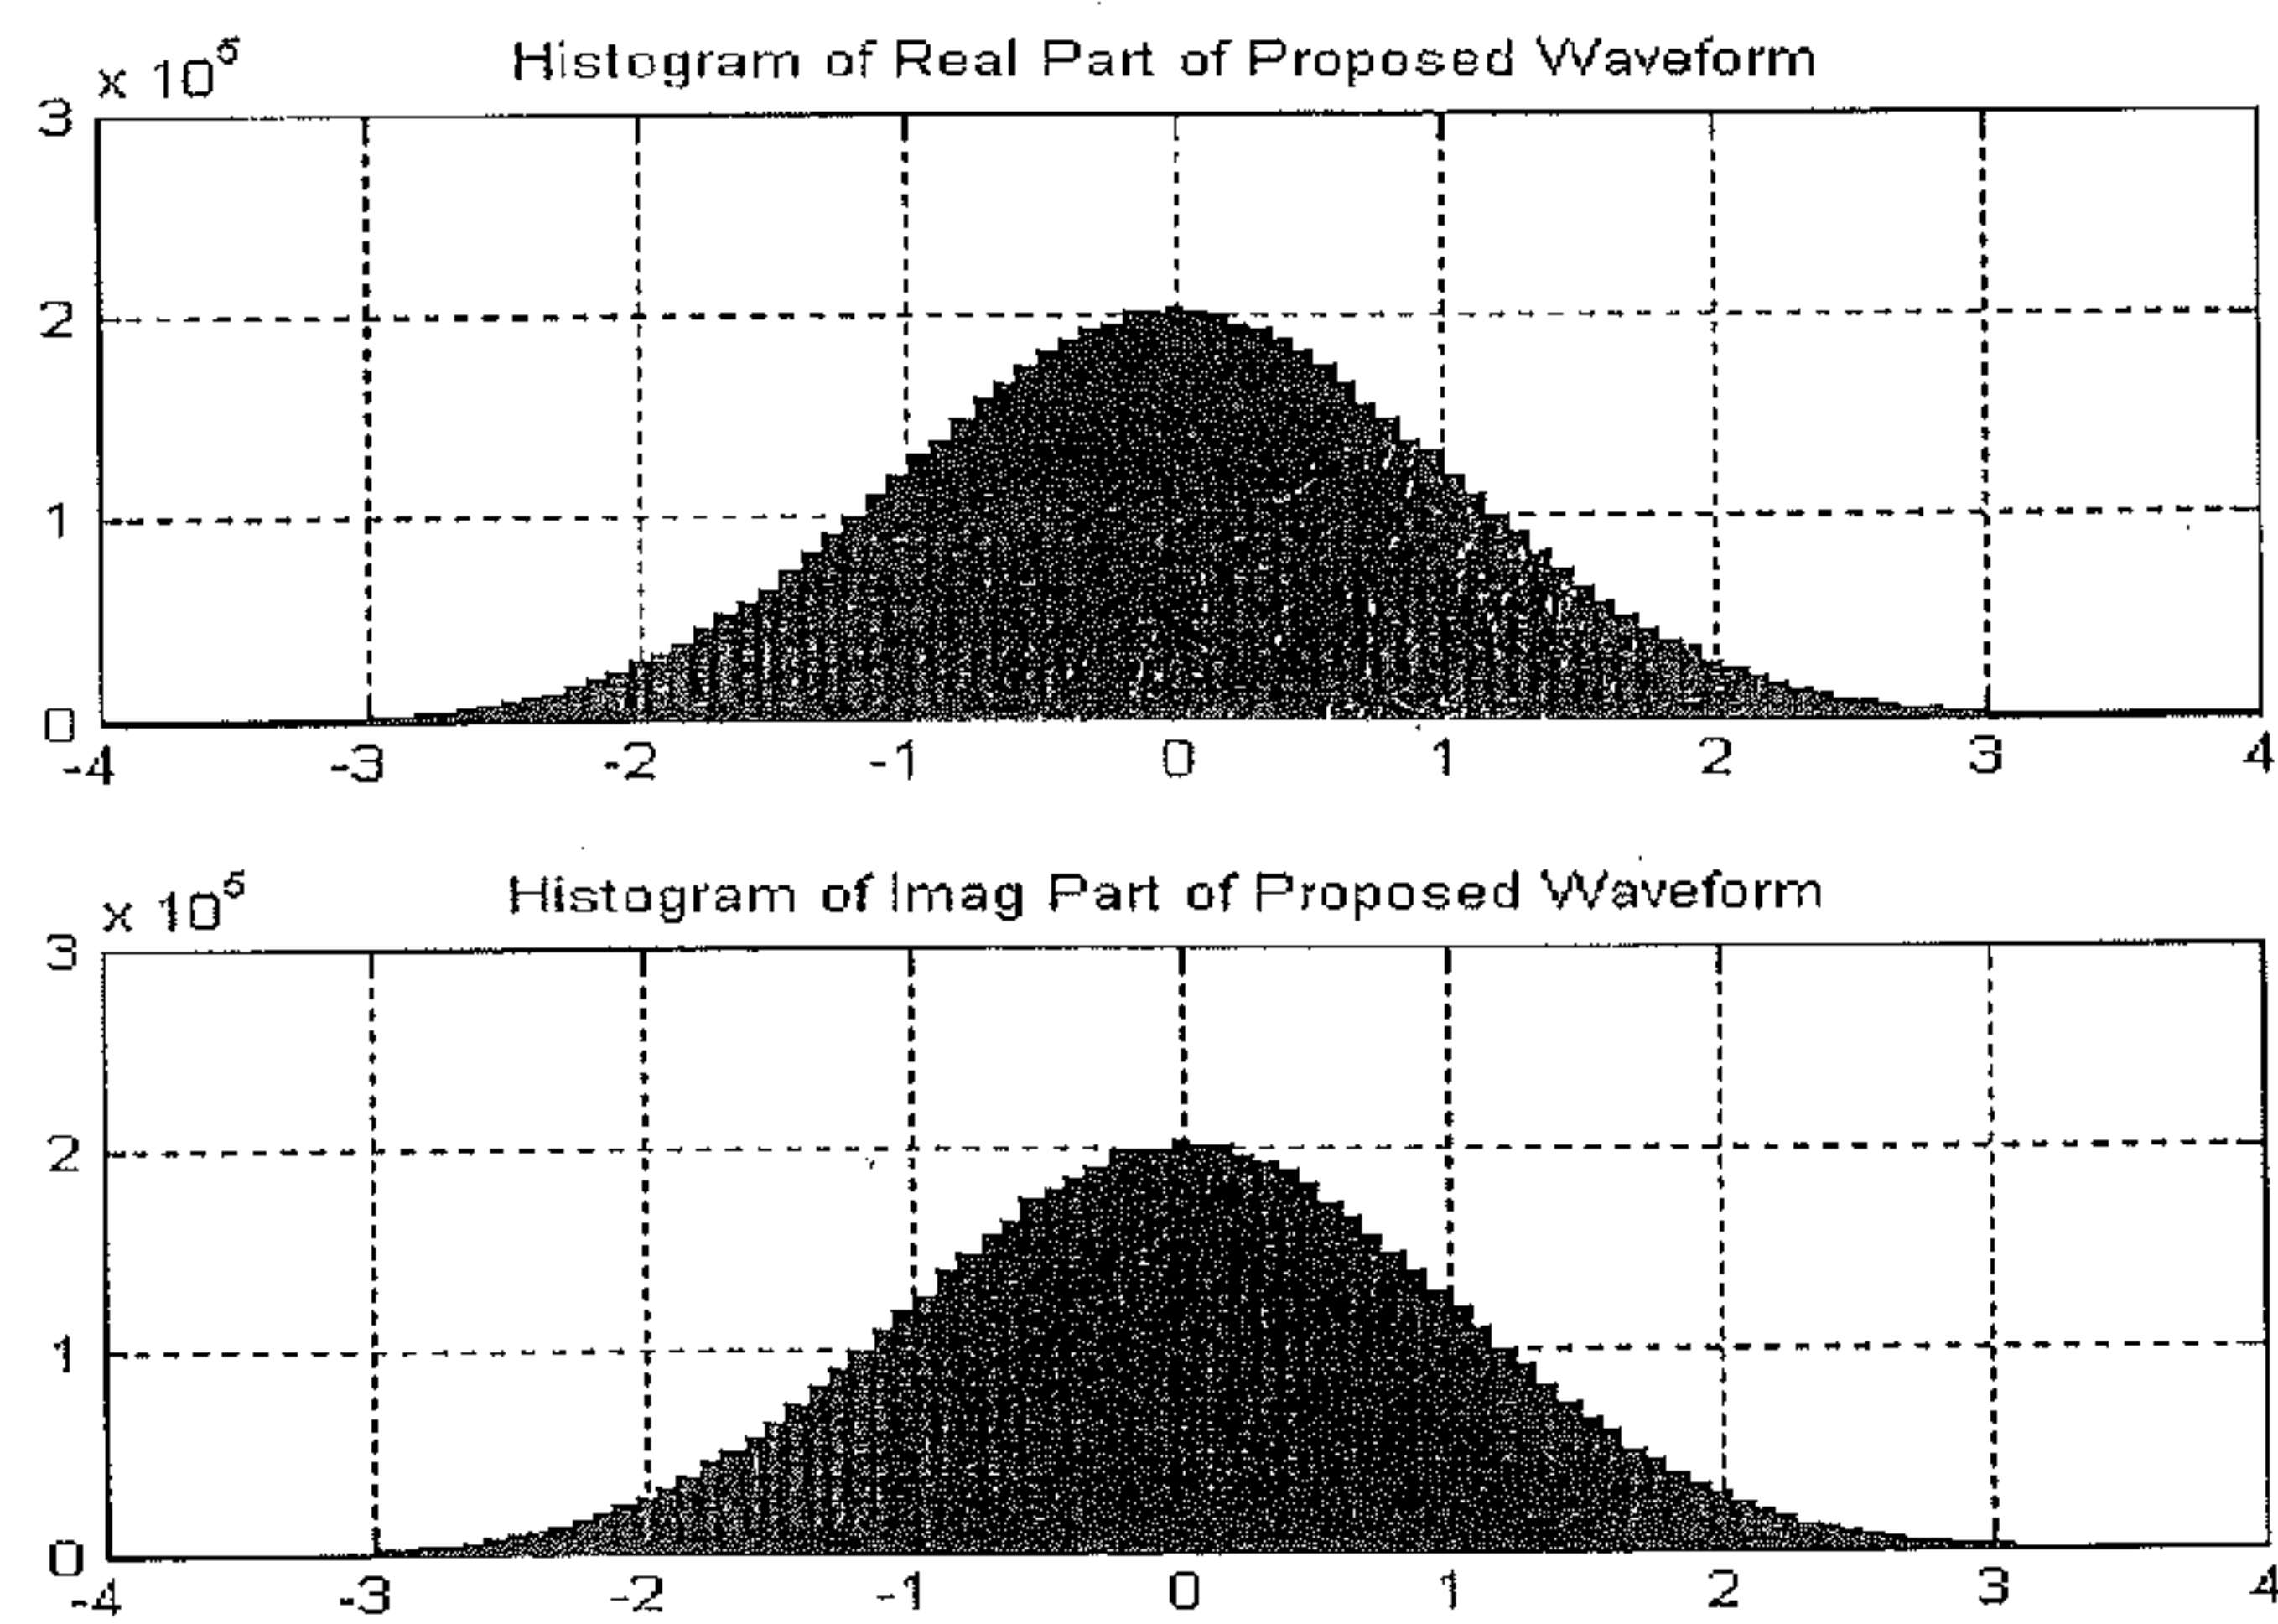 x 10^5
Histogram of Real Part of Proposed Waveform
3
2
1
0
-4 -3 -2 -1 0 1 2 3 4
x 10^5
Histogram of Imag Part of Proposed Waveform
3
2
1
0
-4 -3 -2 -1 0 1 2 3 4